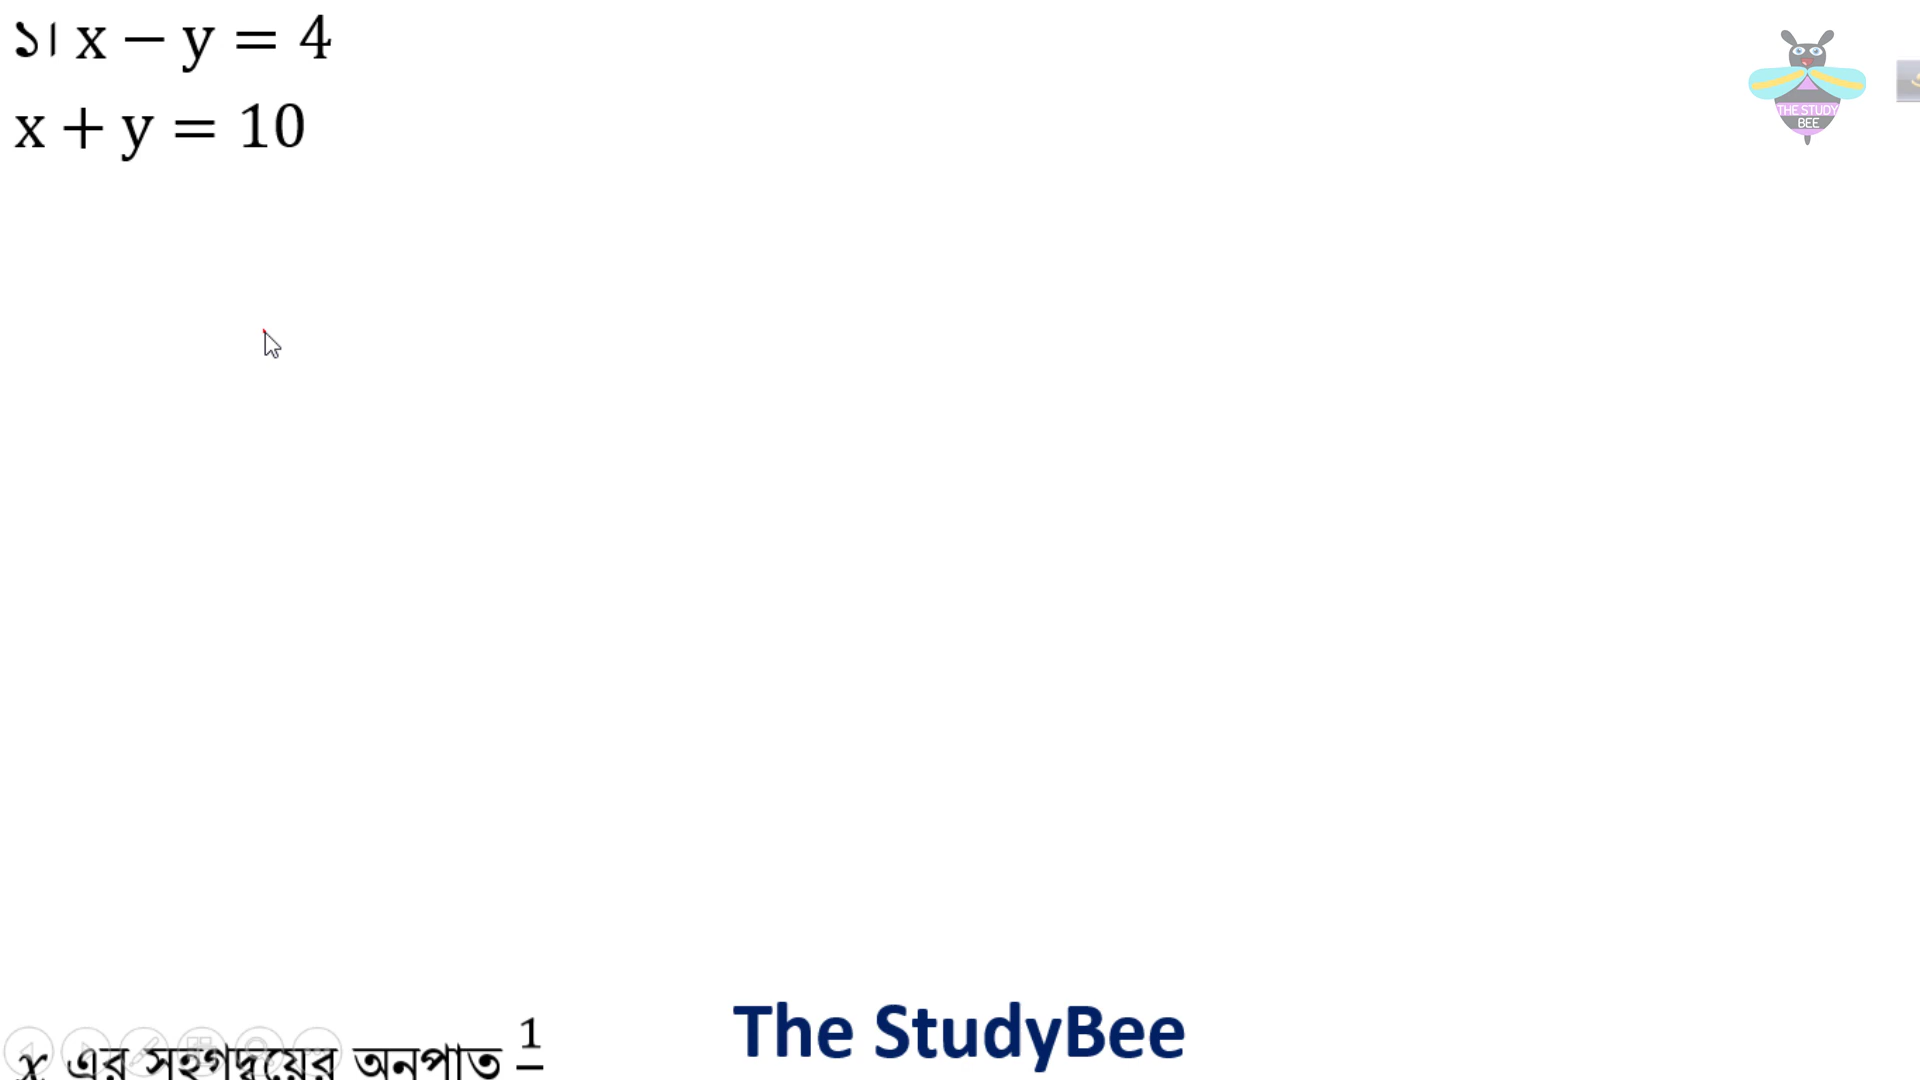 ১। x − y = 4
x + y = 10
THE STUDY
BEE
The StudyBee
x এর সহগদ্বয়ের অনুপাত 1